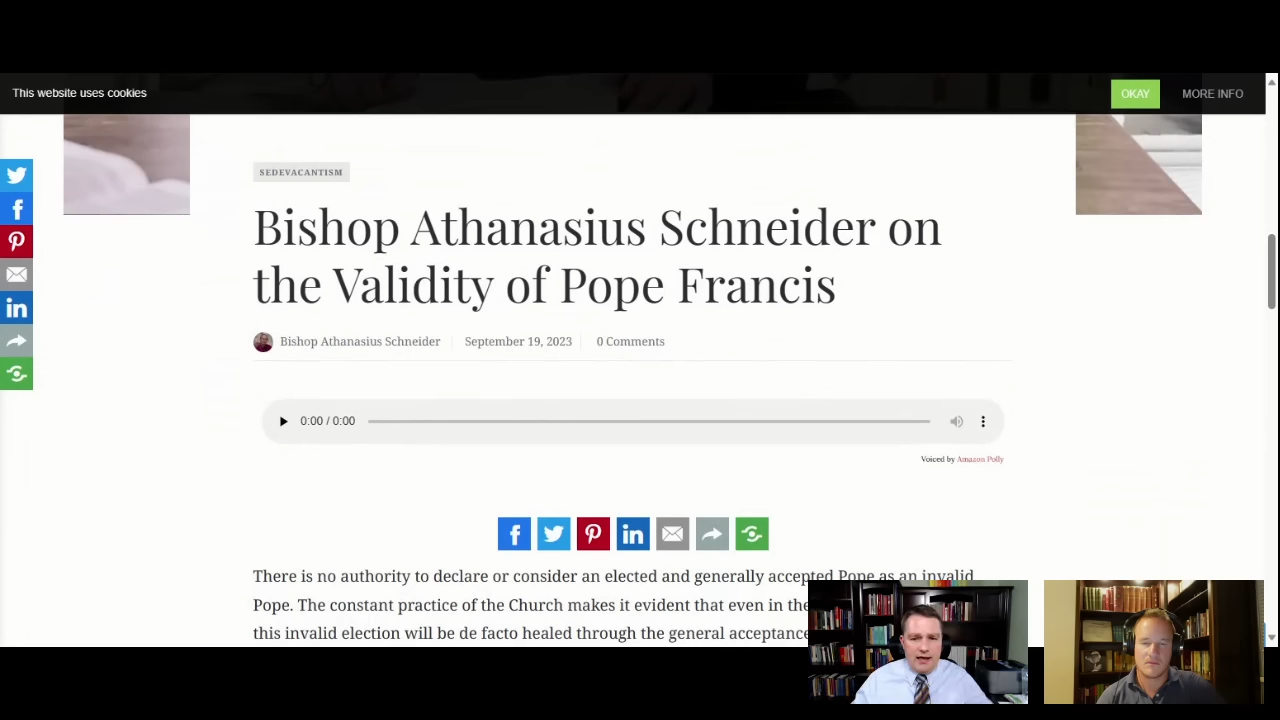 This website uses cookies
OKAY
MORE INFO
SEDEVACANTISM
Bishop Athanasius Schneider on
the Validity of Pope Francis
Bishop Athanasius Schneider
September 19, 2023
0 Comments
0:00 / 0:00
Voiced by Amazon Polly
There is no authority to declare or consider an elected and generally accepted Pope as an invalid
Pope. The constant practice of the Church makes it evident that even in the
this invalid election will be de facto healed through the general acceptance